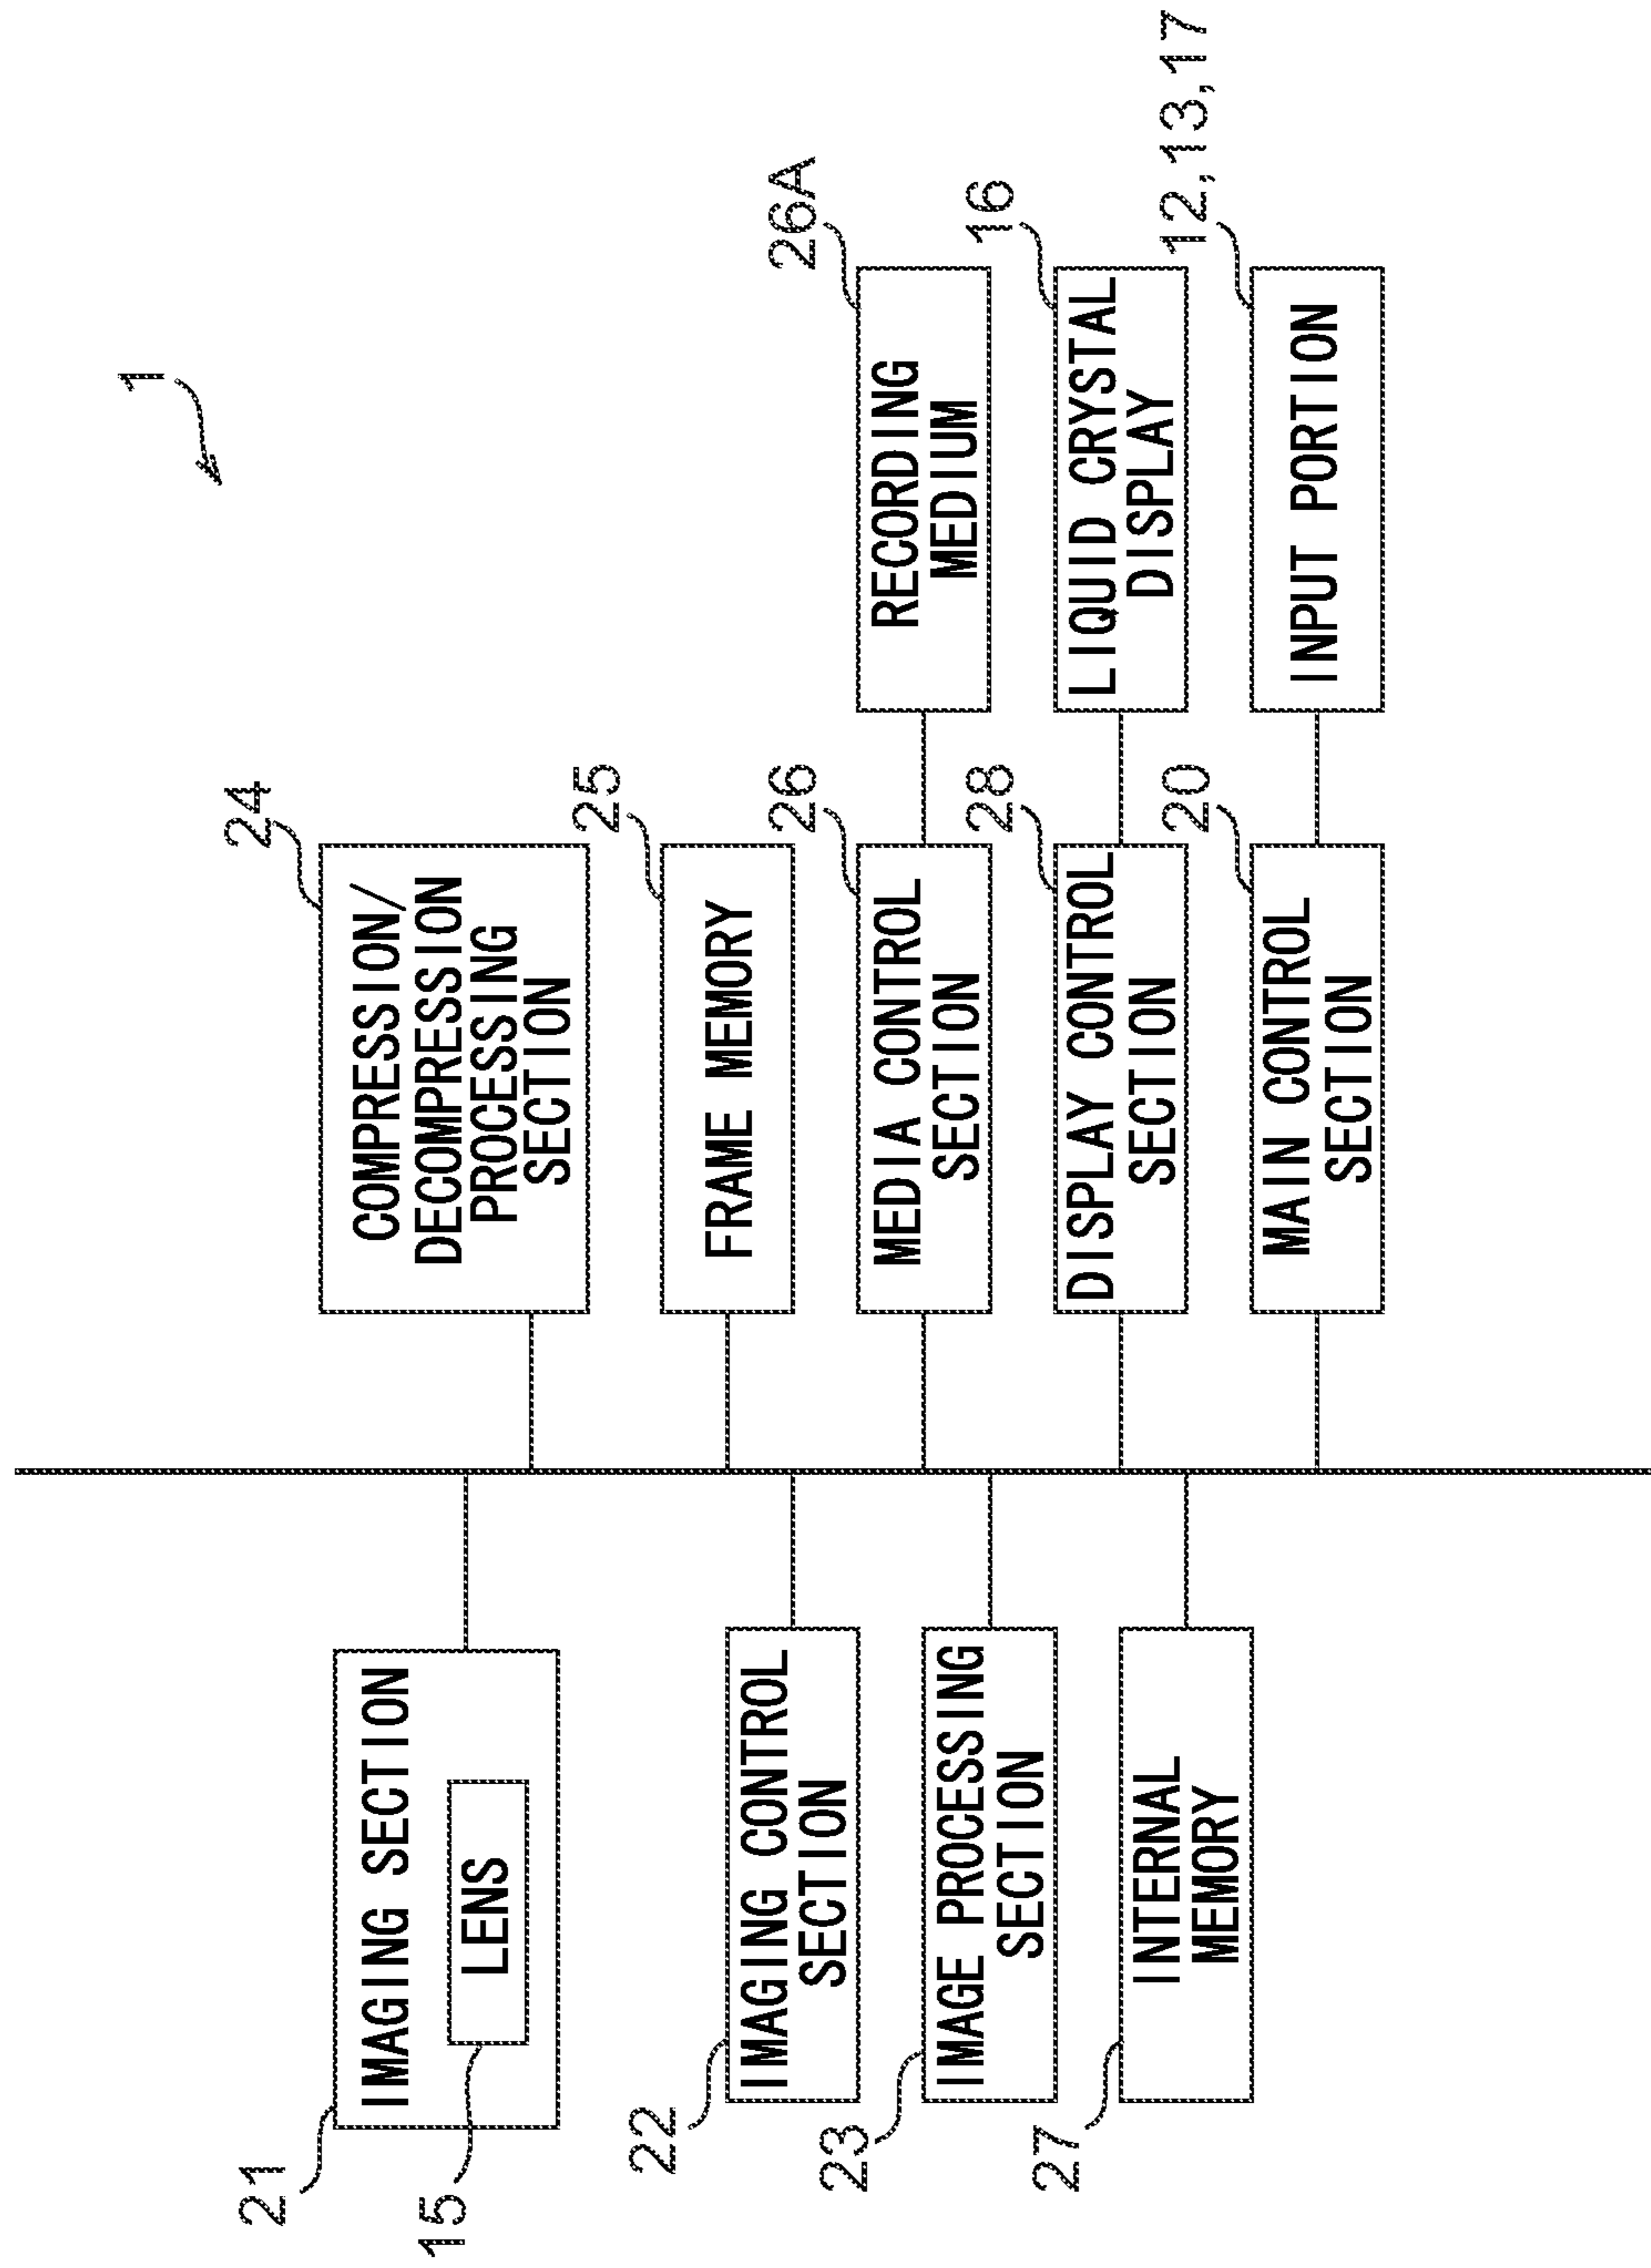 1
21
IMAGING SECTION
LENS
15
22
IMAGING CONTROL
SECTION
23
IMAGE PROCESSING
SECTION
27
INTERNAL
MEMORY
24
COMPRESSION/
DECOMPRESSION
PROCESSING
SECTION
25
FRAME MEMORY
26
MEDIA CONTROL
SECTION
26A
RECORDING
MEDIUM
28
DISPLAY CONTROL
SECTION
16
LIQUID CRYSTAL
DISPLAY
20
MAIN CONTROL
SECTION
12,13,17
INPUT PORTION